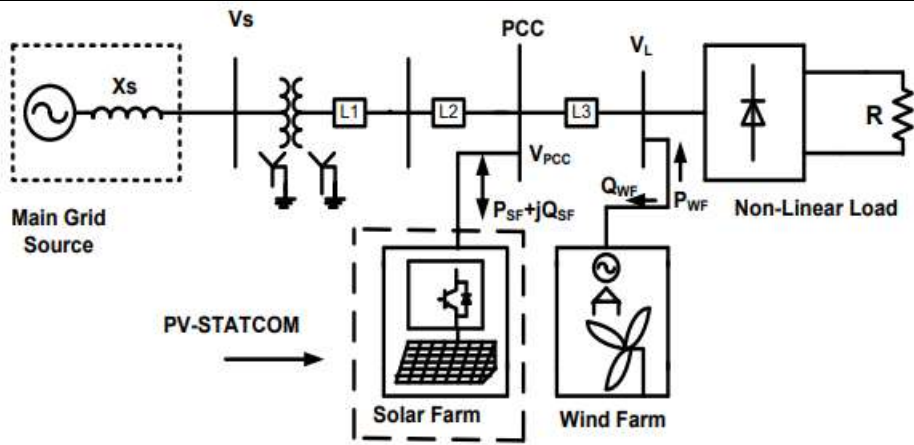 Vs
PCC
VL
Xs
L1
L2
L3
R
VPCC
QWF
PWF
PSF+jQSF
Main Grid
Source
Non-Linear Load
PV-STATCOM
Solar Farm
Wind Farm